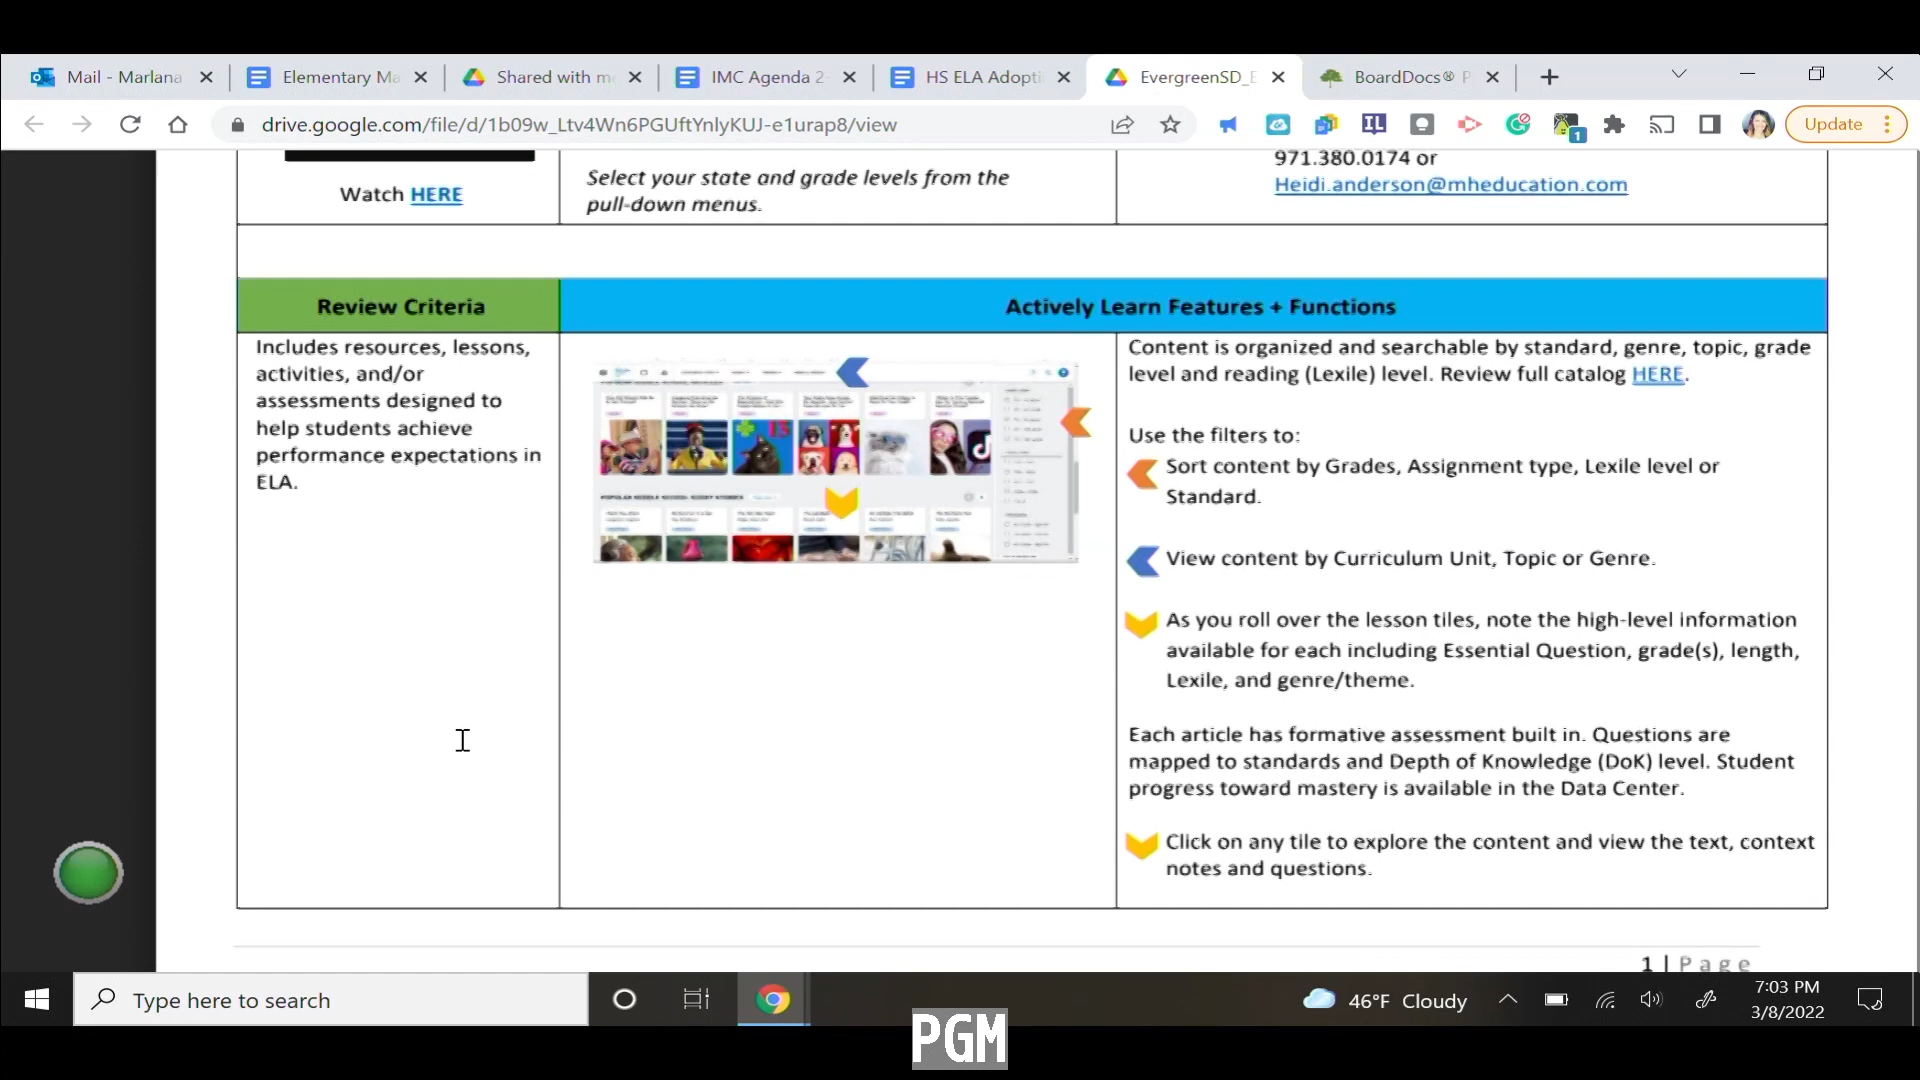 Mail - Marlana
Elementary Ma
Shared with m
IMC Agenda 2-
HS ELA Adopti
EvergreenSD_E
BoardDocs® P
drive.google.com/file/d/1b09w_Ltv4Wn6PGUftYnlyKUJ-e1urap8/view
IL
1
Update
Watch HERE
Select your state and grade levels from the
pull-down menus.
971.380.0174 or
Heidi.anderson@mheducation.com
Review Criteria
Actively Learn Features + Functions
Includes resources, lessons,
activities, and/or
assessments designed to
help students achieve
performance expectations in
ELA.
Content is organized and searchable by standard, genre, topic, grade
level and reading (Lexile) level. Review full catalog HERE.
Use the filters to:
Sort content by Grades, Assignment type, Lexile level or
Standard.
View content by Curriculum Unit, Topic or Genre.
As you roll over the lesson tiles, note the high-level information
available for each including Essential Question, grade(s), length,
Lexile, and genre/theme.
Each article has formative assessment built in. Questions are
mapped to standards and Depth of Knowledge (DoK) level. Student
progress toward mastery is available in the Data Center.
Click on any tile to explore the content and view the text, context
notes and questions.
1 | Page
Type here to search
46°F Cloudy
7:03 PM
3/8/2022
PGM